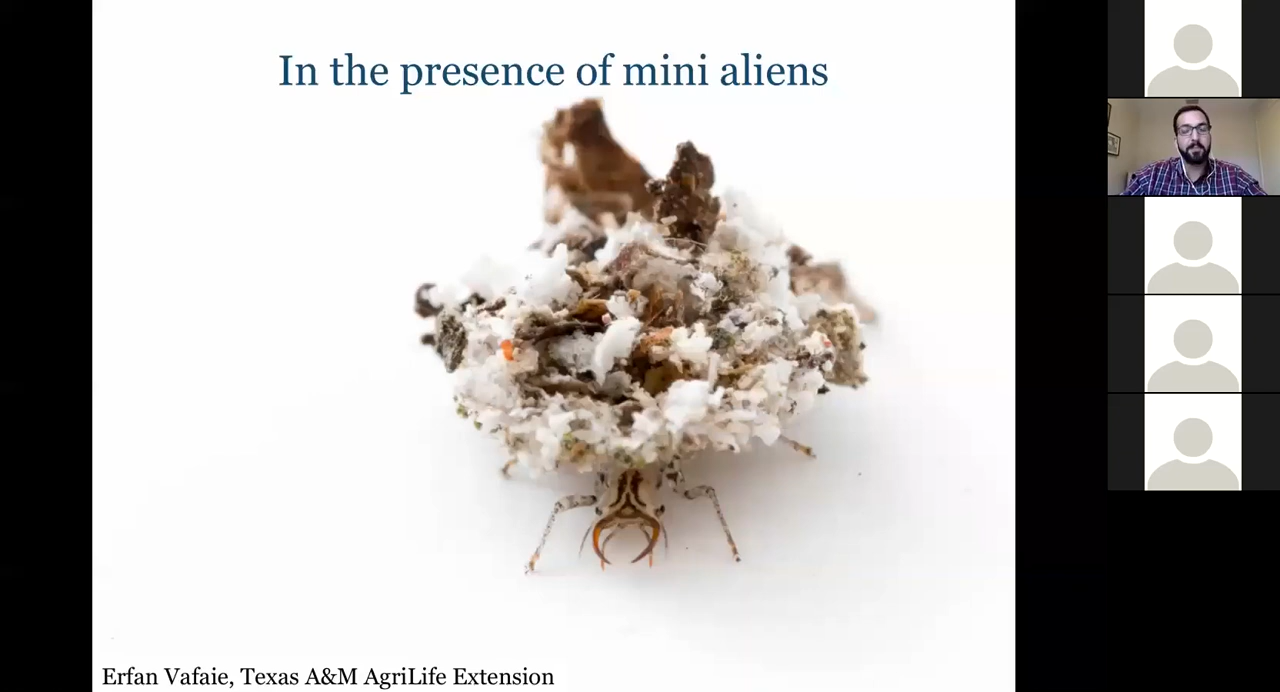 In the presence of mini aliens
Erfan Vafaie, Texas A&M AgriLife Extension